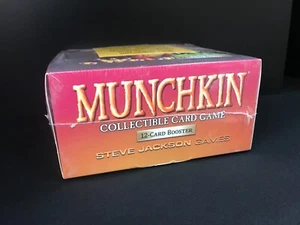 MUNCHKIN
COLLECTIBLE CARD GAME
12-CARD BOOSTER
STEVE JACKSON GAMES